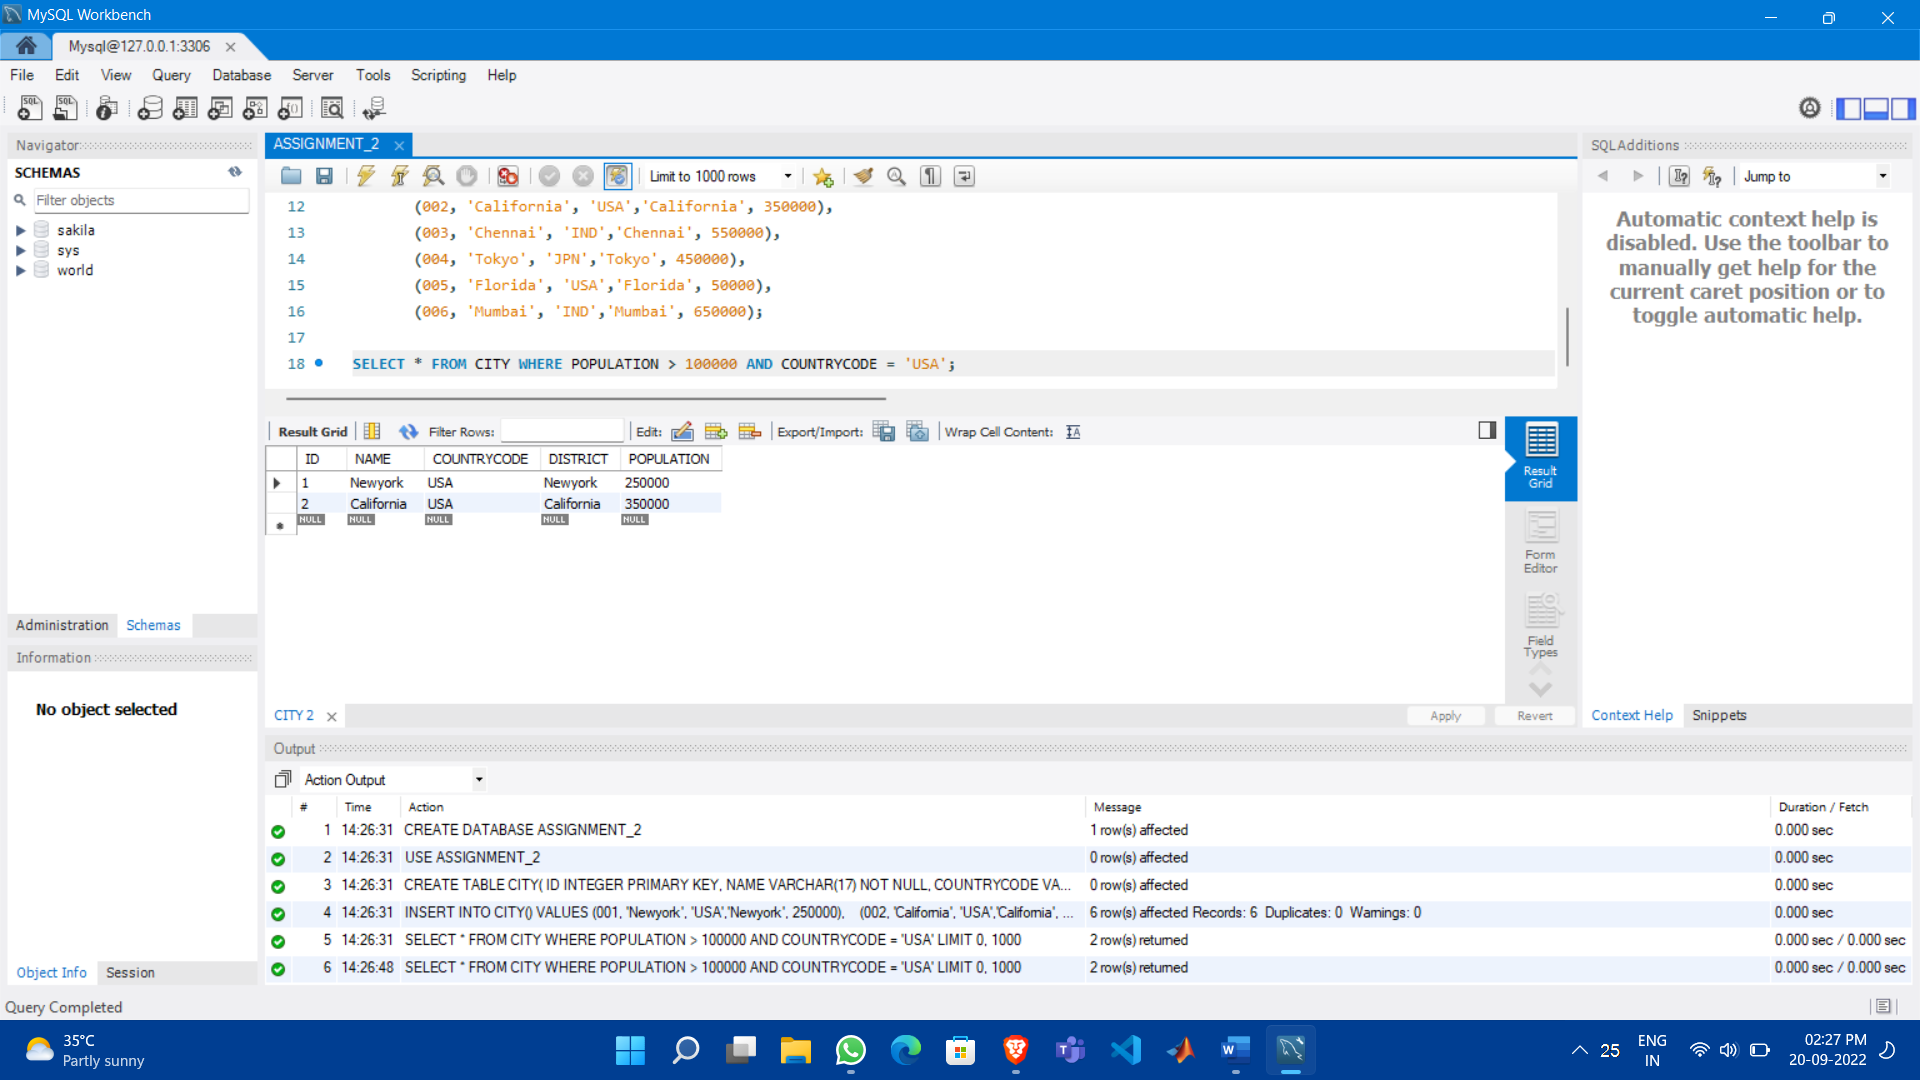 MySQL Workbench
Mysql@127.0.0.1:3306
File Edit View Query Database Server Tools Scripting Help
Navigator
SCHEMAS
Filter objects
sakila
sys
world
Administration Schemas
Information
No object selected
Object Info Session
ASSIGNMENT_2
Limit to 1000 rows
12 (002, 'California', 'USA','California', 350000),
13 (003, 'Chennai', 'IND','Chennai', 550000),
14 (004, 'Tokyo', 'JPN','Tokyo', 450000),
15 (005, 'Florida', 'USA','Florida', 50000),
16 (006, 'Mumbai', 'IND','Mumbai', 650000);
17
18 SELECT * FROM CITY WHERE POPULATION > 100000 AND COUNTRYCODE = 'USA';
Result Grid Filter Rows: Edit: Export/Import: Wrap Cell Content:
ID NAME COUNTRYCODE DISTRICT POPULATION
1 Newyork USA Newyork 250000
2 California USA California 350000
NULL NULL NULL NULL NULL
Result Grid
Form Editor
Field Types
CITY 2
Apply Revert
SQLAdditions
Jump to
Automatic context help is
disabled. Use the toolbar to
manually get help for the
current caret position or to
toggle automatic help.
Context Help Snippets
Output
Action Output
# Time Action Message Duration / Fetch
1 14:26:31 CREATE DATABASE ASSIGNMENT_2 1 row(s) affected 0.000 sec
2 14:26:31 USE ASSIGNMENT_2 0 row(s) affected 0.000 sec
3 14:26:31 CREATE TABLE CITY( ID INTEGER PRIMARY KEY, NAME VARCHAR(17) NOT NULL, COUNTRYCODE VA... 0 row(s) affected 0.000 sec
4 14:26:31 INSERT INTO CITY() VALUES (001, 'Newyork', 'USA','Newyork', 250000), (002, 'California', 'USA','California', ... 6 row(s) affected Records: 6 Duplicates: 0 Warnings: 0 0.000 sec
5 14:26:31 SELECT * FROM CITY WHERE POPULATION > 100000 AND COUNTRYCODE = 'USA' LIMIT 0, 1000 2 row(s) returned 0.000 sec / 0.000 sec
6 14:26:48 SELECT * FROM CITY WHERE POPULATION > 100000 AND COUNTRYCODE = 'USA' LIMIT 0, 1000 2 row(s) returned 0.000 sec / 0.000 sec
Query Completed
35°C
Partly sunny
25
ENG
IN
02:27 PM
20-09-2022